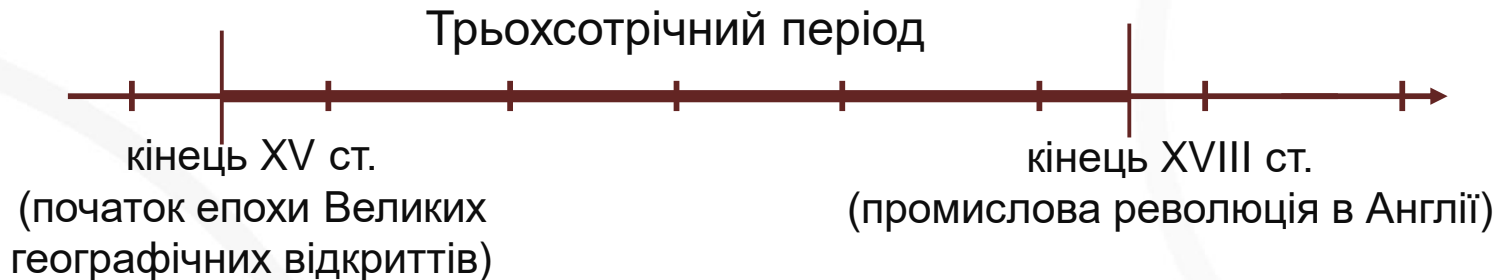 Трьохсотрічний період
кінець XV ст.
(початок епохи Великих
географічних відкриттів)
кінець XVIII ст.
(промислова революція в Англії)